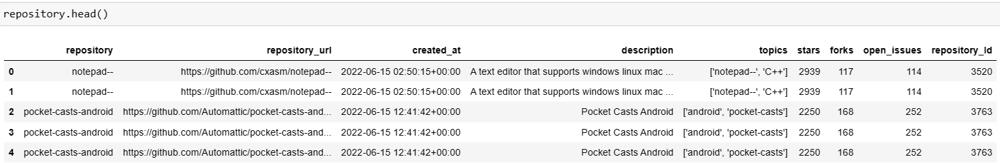 repository.head()
repository repository_url created_at description topics stars forks open_issues repository_Id
0 notepad-- https://github.com/cxasm/notepad-- 2022-06-15 02:50:15+00:00 A text editor that supports windows linux mac ... ['notepad--', 'C++'] 2939 117 114 3520
1 notepad-- https://github.com/cxasm/notepad-- 2022-06-15 02:50:15+00:00 A text editor that supports windows linux mac ... ['notepad--', 'C++'] 2939 117 114 3520
2 pocket-casts-android https://github.com/Automattic/pocket-casts-and... 2022-06-15 12:41:42+00:00 Pocket Casts Android ['android', 'pocket-casts'] 2250 168 252 3763
3 pocket-casts-android https://github.com/Automattic/pocket-casts-and... 2022-06-15 12:41:42+00:00 Pocket Casts Android ['android', 'pocket-casts'] 2250 168 252 3763
4 pocket-casts-android https://github.com/Automattic/pocket-casts-and... 2022-06-15 12:41:42+00:00 Pocket Casts Android ['android', 'pocket-casts'] 2250 168 252 3763